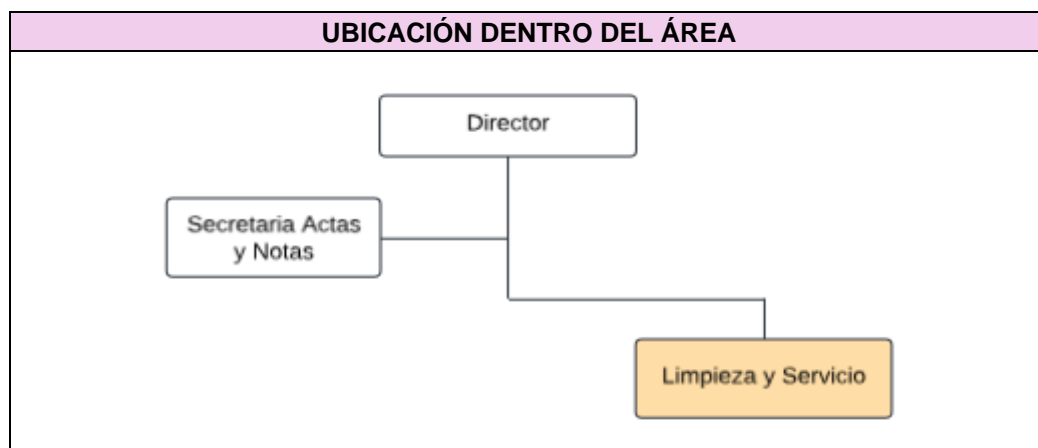 UBICACIÓN DENTRO DEL ÁREA
Director
Secretaria Actas
y Notas
Limpieza y Servicio